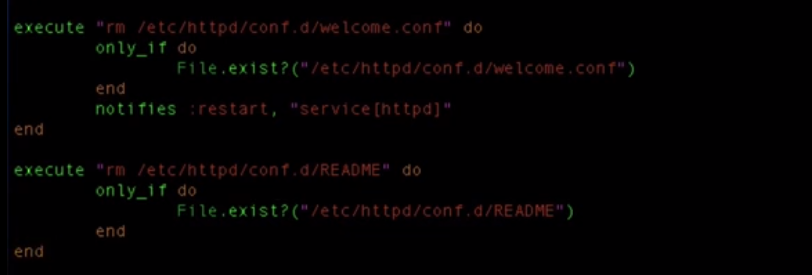 execute "rm /etc/httpd/conf.d/welcome.conf" do
only_if do
File.exist?("/etc/httpd/conf.d/welcome.conf")
end
notifies :restart, "service[httpd]"
end
execute "rm /etc/httpd/conf.d/README" do
only_if do
File.exist?("/etc/httpd/conf.d/README")
end
end